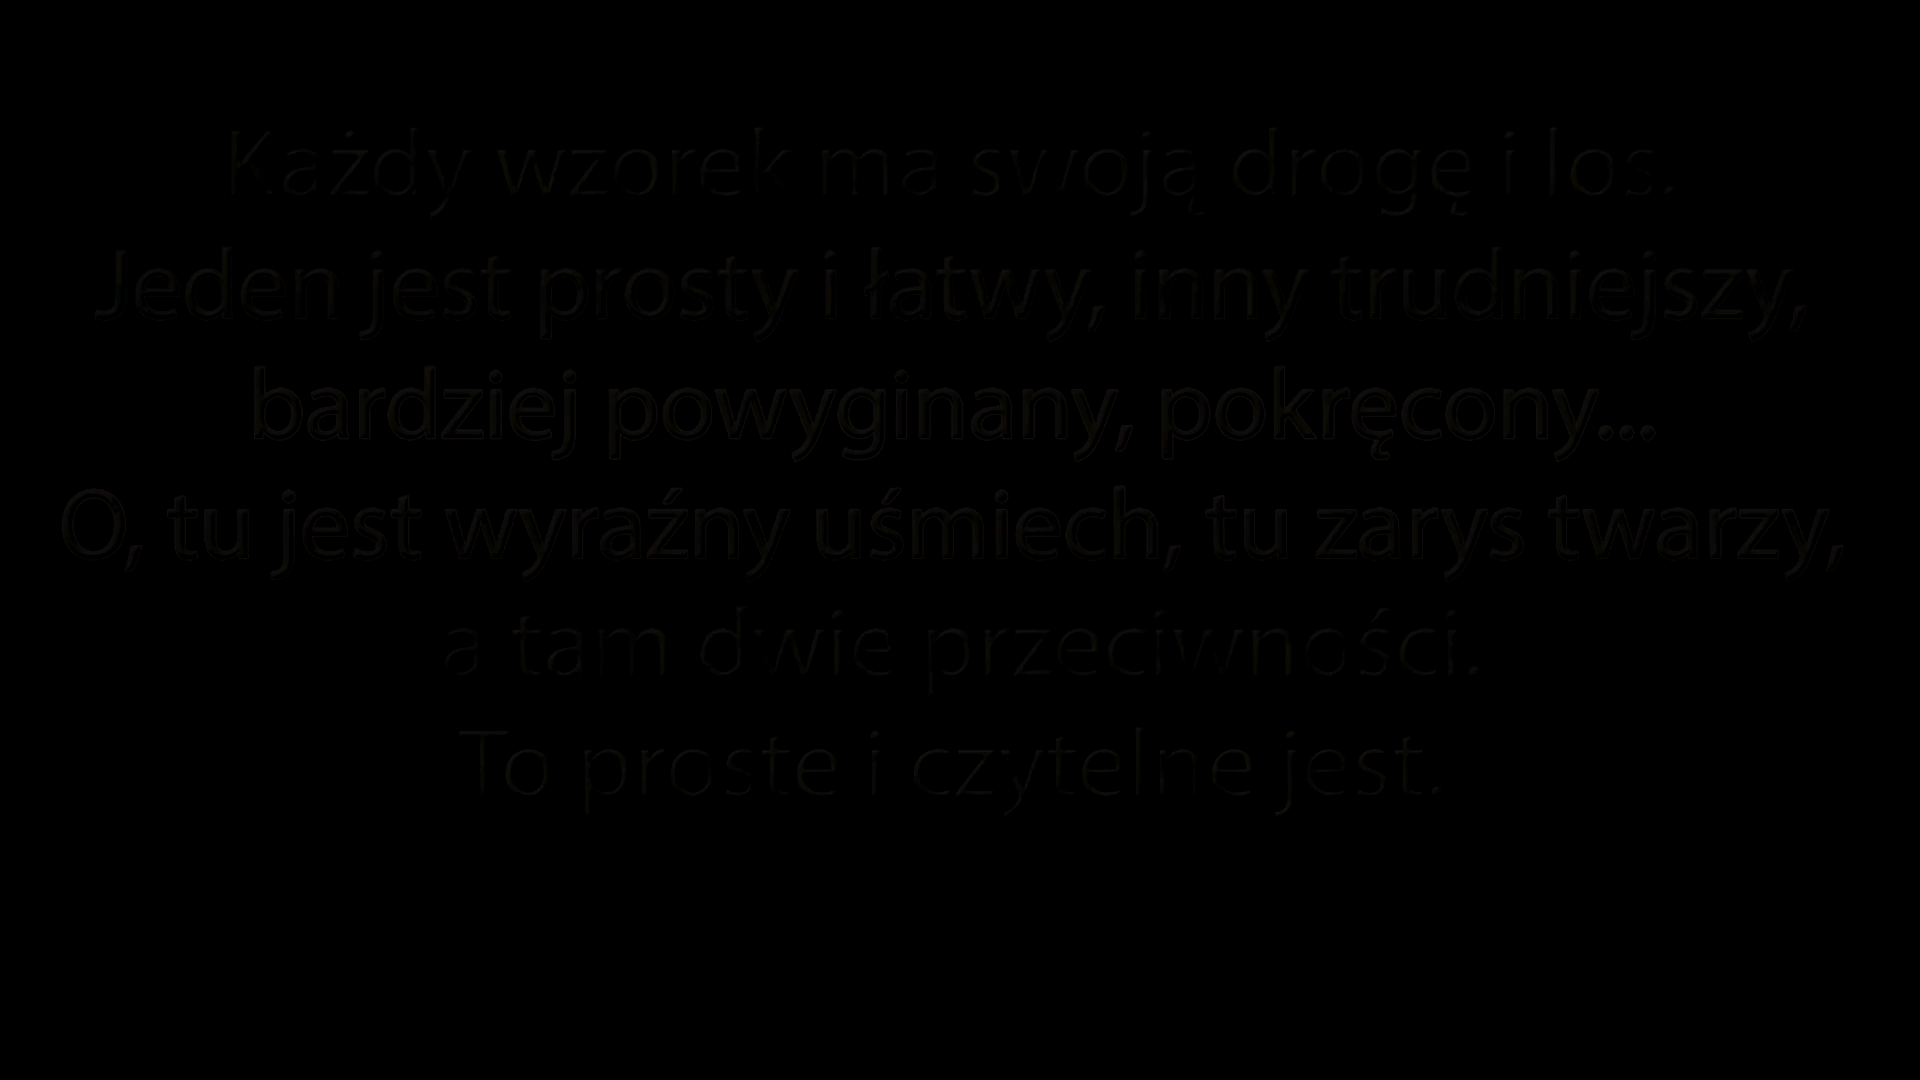 Każdy wzorek ma swoją drogę i los.
Jeden jest prosty i łatwy, inny trudniejszy,
bardziej powyginany, pokręcony...
O, tu jest wyraźny uśmiech, tu zarys twarzy,
a tam dwie przeciwności.
To proste i czytelne jest.